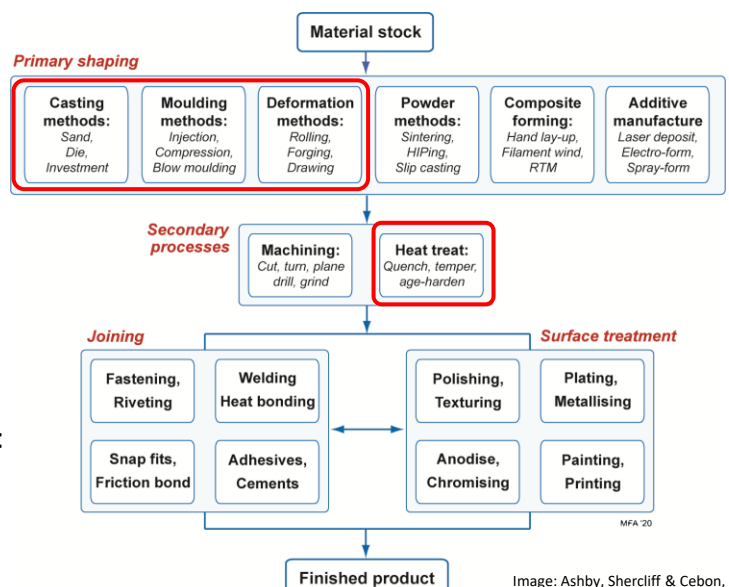 Material stock
Primary shaping
Casting
methods:
Sand,
Die,
Investment
Moulding
methods:
Injection,
Compression,
Blow moulding
Deformation
methods:
Rolling,
Forging,
Drawing
Powder
methods:
Sintering,
HIPing,
Slip casting
Composite
forming:
Hand lay-up,
Filament wind,
RTM
Additive
manufacture
Laser deposit,
Electro-form,
Spray-form
Secondary
processes
Machining:
Cut, turn, plane
drill, grind
Heat treat:
Quench, temper,
age-harden
Joining
Fastening,
Riveting
Welding
Heat bonding
Snap fits,
Friction bond
Adhesives,
Cements
Surface treatment
Polishing,
Texturing
Plating,
Metallising
Anodise,
Chromising
Painting,
Printing
:
MFA '20
Finished product
Image: Ashby, Shercliff & Cebon,